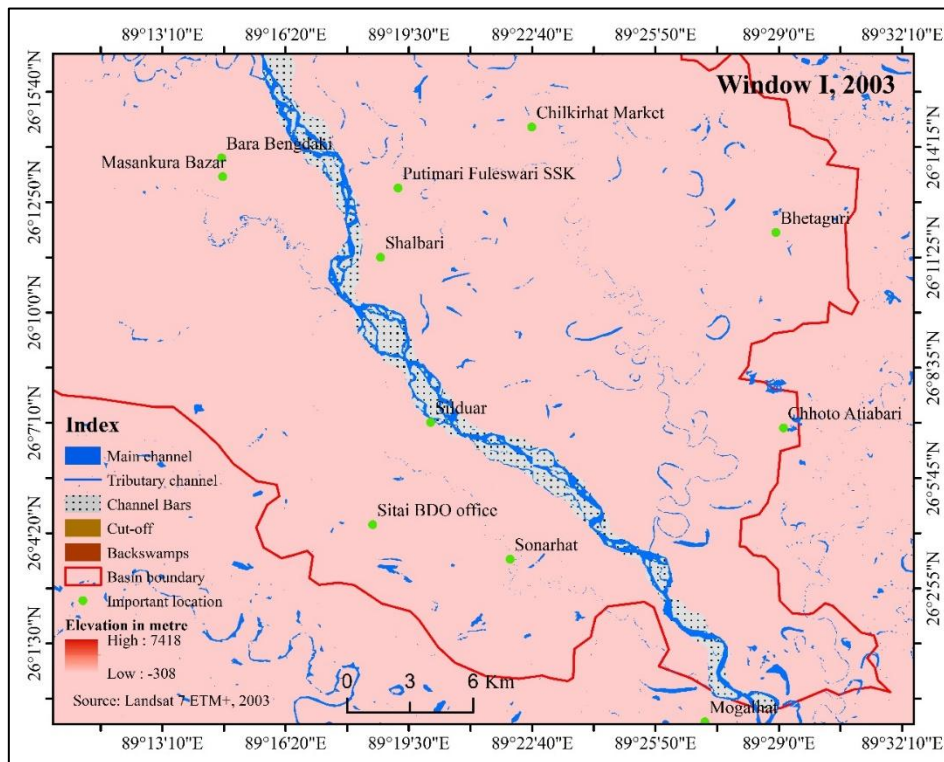 89°13'10"E 89°16'20"E 89°19'30"E 89°22'40"E 89°25'50"E 89°29'0"E 89°32'10"E
Window I, 2003
26°15'40"N
26°12'50"N
26°10'0"N
26°7'10"N
26°4'20"N
26°1'30"N
26°14'15"N
26°11'25"N
26°8'35"N
26°5'45"N
26°2'55"N
Chilkirhat Market
Bara Bengdaki
Masankura Bazar
Putimari Fuleswari SSK
Bhetaguri
Shalbari
Silduar
Chhoto Atiabari
Sitai BDO office
Sonarhat
Mogalhat
Index
Main channel
Tributary channel
Channel Bars
Cut-off
Backswamps
Basin boundary
Important location
Elevation in metre
High : 7418
Low : -308
Source: Landsat 7 ETM+, 2003
0 3 6 Km
89°13'10"E 89°16'20"E 89°19'30"E 89°22'40"E 89°25'50"E 89°29'0"E 89°32'10"E